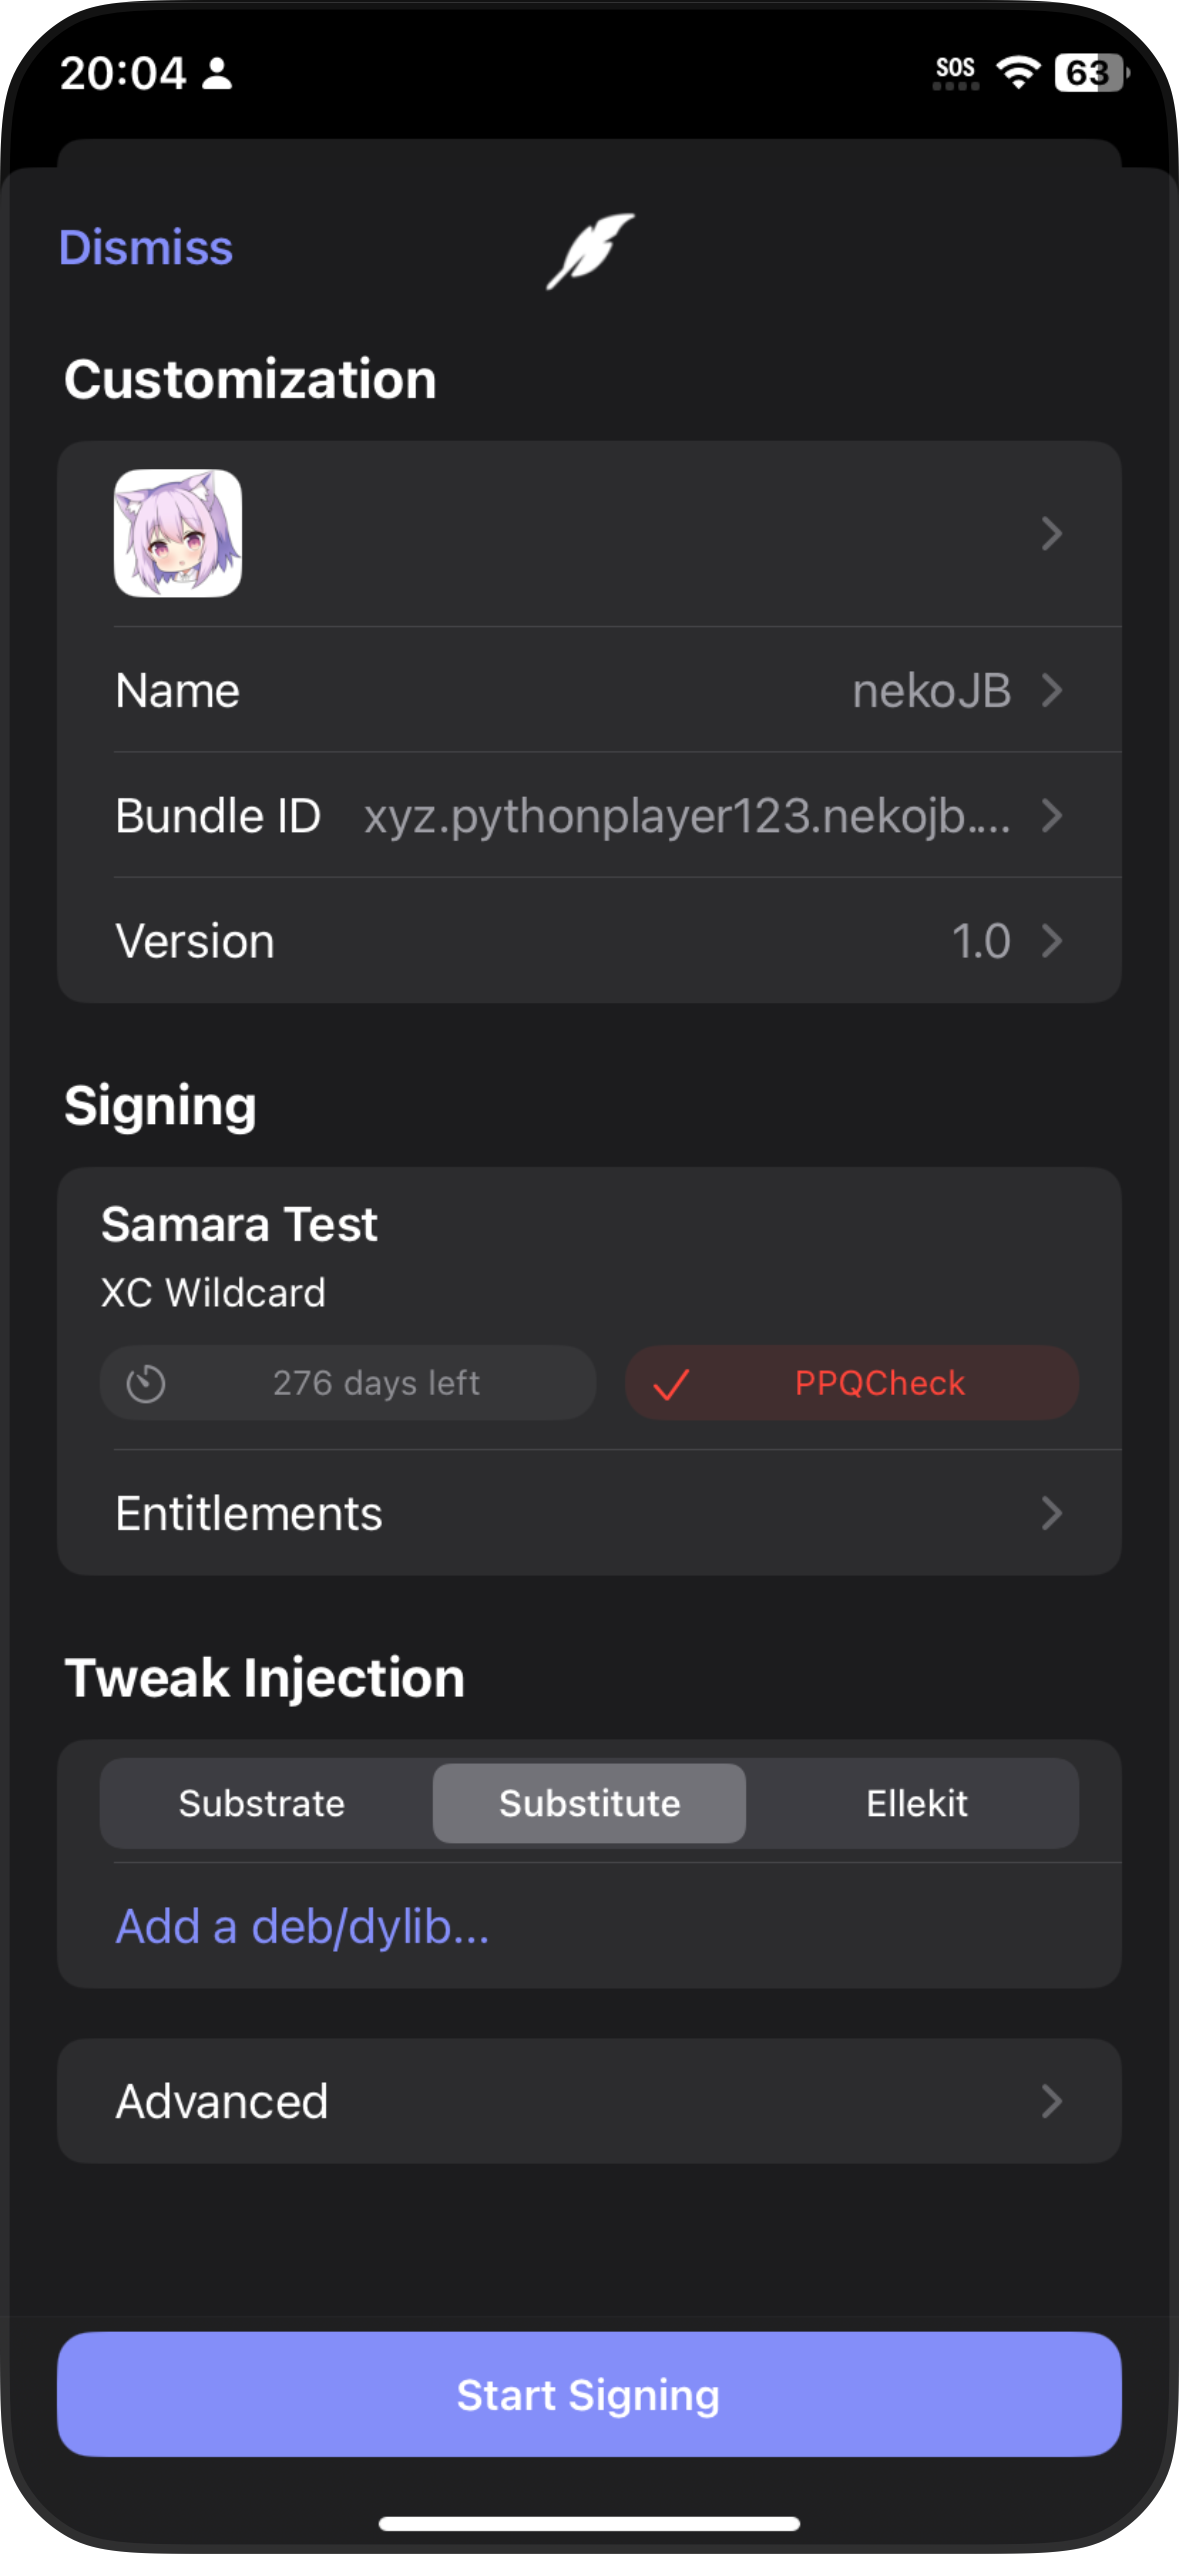 20:04 SOS 63
Dismiss
Customization
Name nekoJB
Bundle ID xyz.pythonplayer123.nekojb....
Version 1.0
Signing
Samara Test
XC Wildcard
276 days left PPQCheck
Entitlements
Tweak Injection
Substrate Substitute Ellekit
Add a deb/dylib...
Advanced
Start Signing